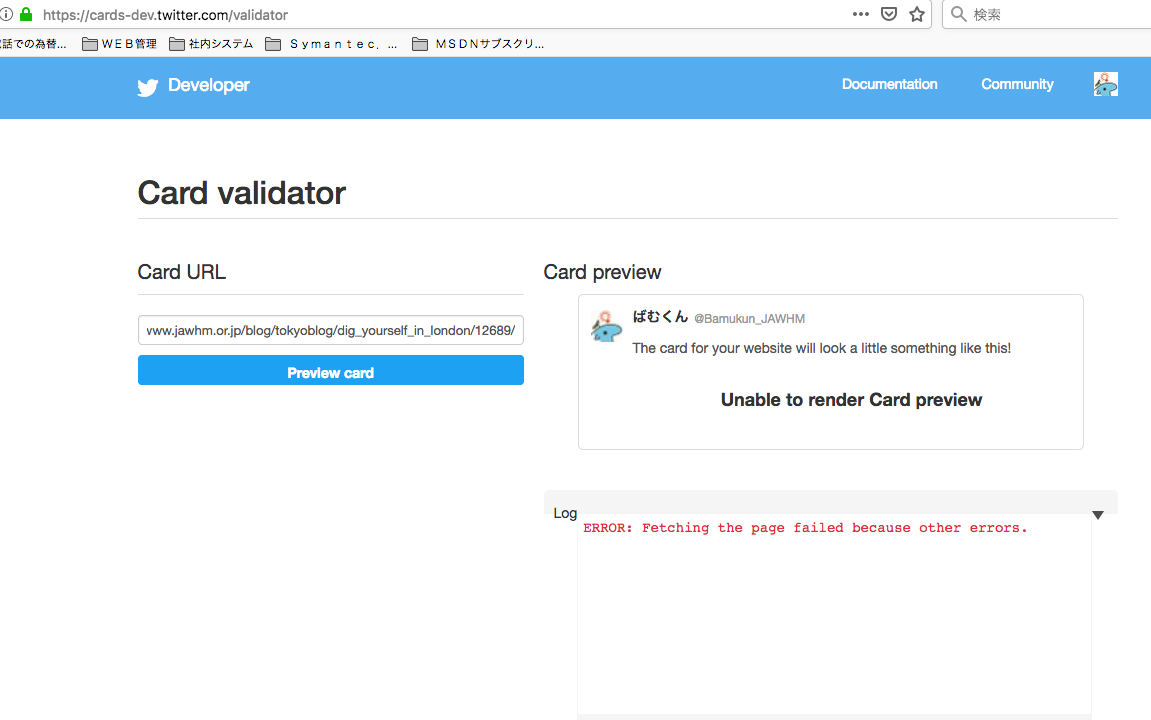 https://cards-dev.twitter.com/validator
検索
話での為替...
ＷＥＢ管理
社内システム
Ｓｙｍａｎｔｅｃ．...
ＭＳＤＮサブスクリ...
Developer
Documentation
Community
Card validator
Card URL
www.jawhm.or.jp/blog/tokyoblog/dig_yourself_in_london/12689/
Preview card
Card preview
ばむくん @Bamukun_JAWHM
The card for your website will look a little something like this!
Unable to render Card preview
Log
ERROR: Fetching the page failed because other errors.